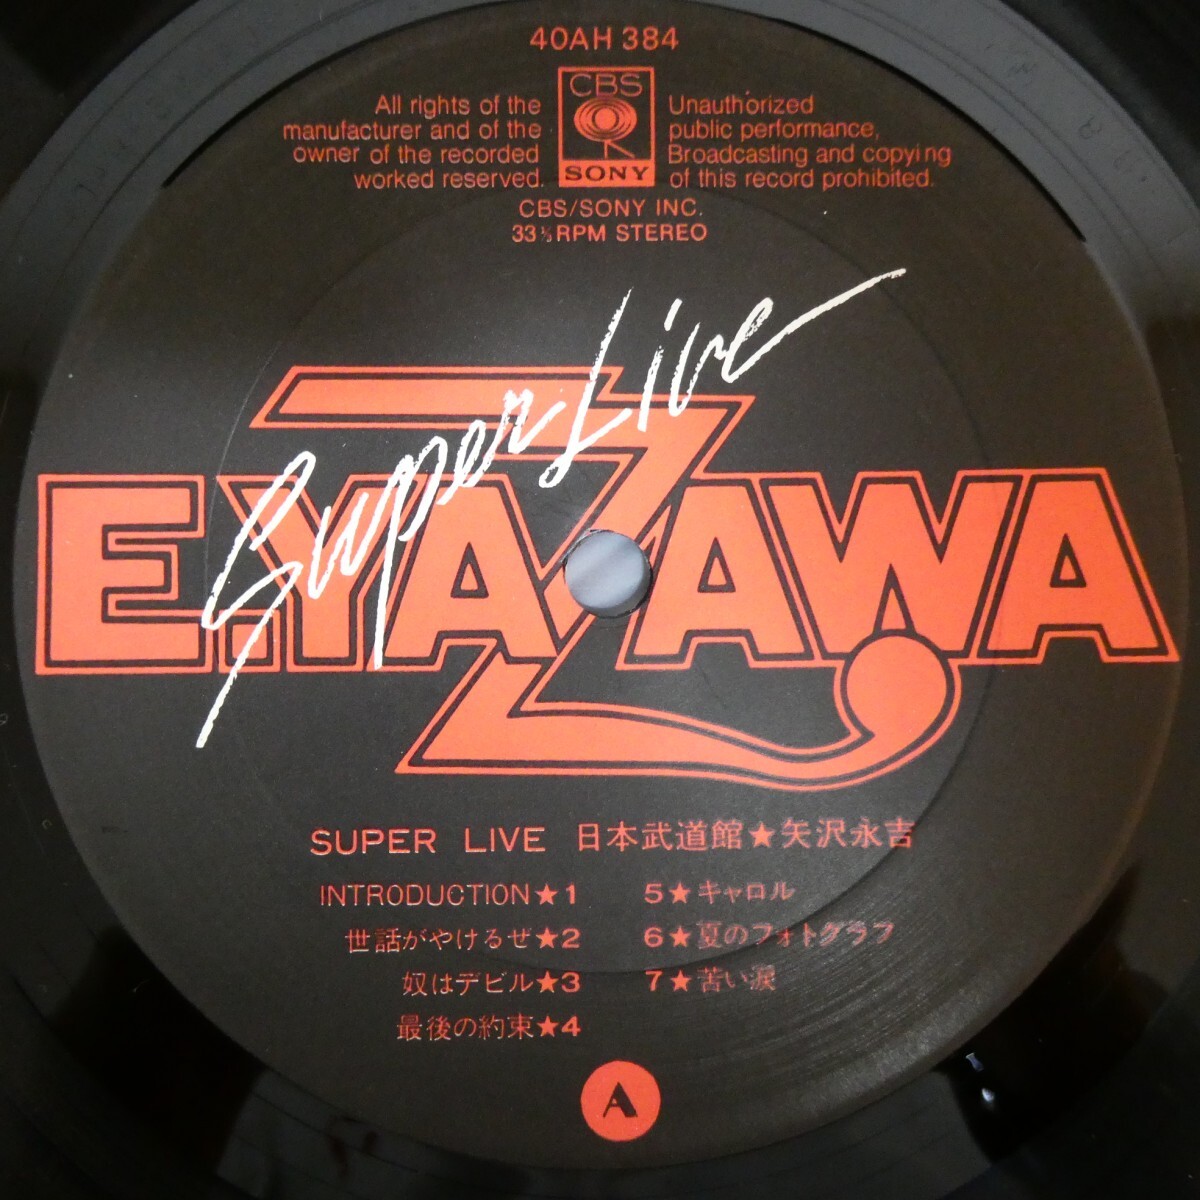 40AH 384
All rights of the
manufacturer and of the
owner of the recorded
worked reserved.
CBS
SONY
Unauthorized
public performance,
Broadcasting and copying
of this record prohibited.
CBS/SONY INC.
33⅓RPM STEREO
Super Live
E.YAZAWA
SUPER LIVE 日本武道館★矢沢永吉
INTRODUCTION★1
世話がやけるぜ★2
奴はデビル★3
最後の約束★4
5★キャロル
6★夏のフォトグラフ
7★苦い涙
A